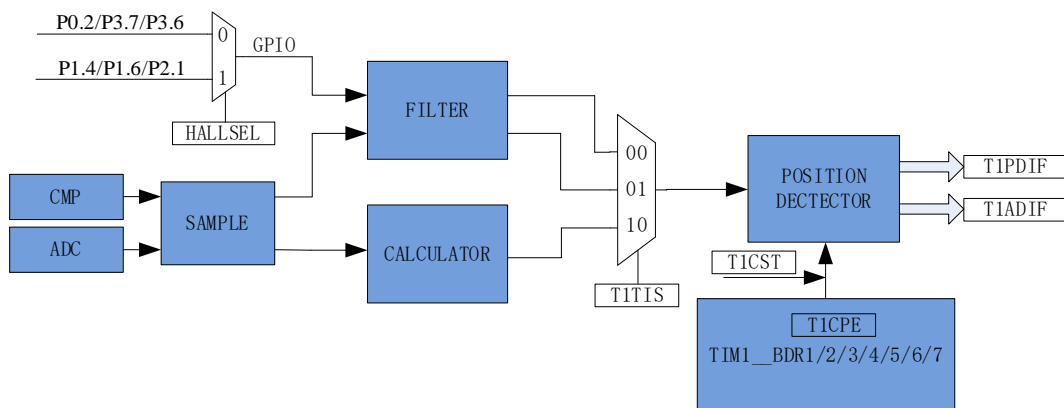 P0.2/P3.7/P3.6
0
GPIO
P1.4/P1.6/P2.1
1
HALLSEL
FILTER
00
01
10
T1TIS
CMP
ADC
SAMPLE
CALCULATOR
POSITION
DECTECTOR
T1PDIF
T1ADIF
T1CST
T1CPE
TIM1__BDR1/2/3/4/5/6/7